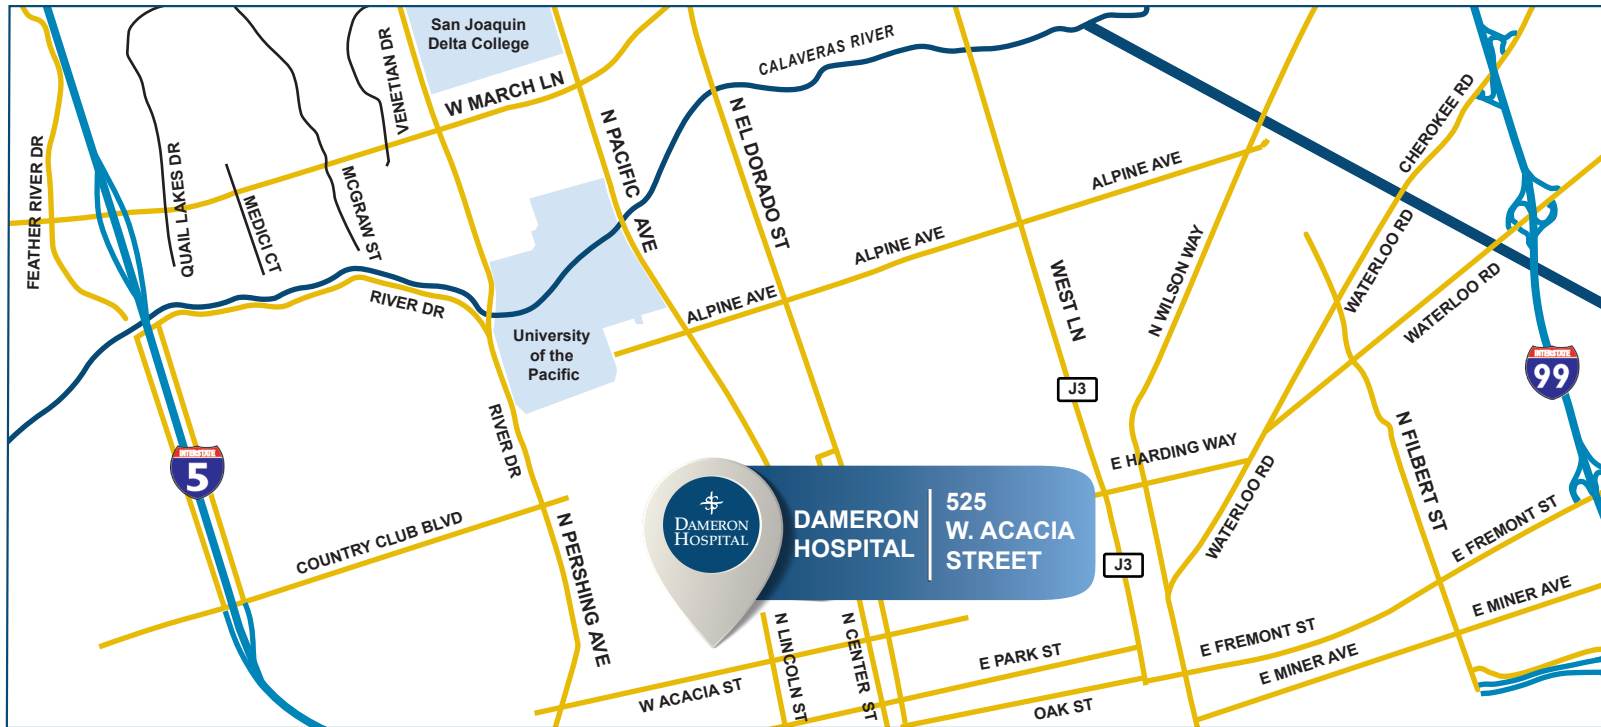 San Joaquin
Delta College
VENETIAN DR
W MARCH LN
CALAVERAS RIVER
N PACIFIC
AVE
N EL DORADO ST
CHEROKEE RD
FEATHER RIVER DR
QUAIL LAKES DR
MEDICI CT
MCGRAW ST
ALPINE AVE
ALPINE AVE
ALPINE AVE
N WILSON WAY
WATERLOO RD
WATERLOO RD
WEST LN
RIVER DR
University
of the
Pacific
INTERSTATE
99
J3
RIVER DR
E HARDING WAY
N FILBERT ST
INTERSTATE
5
WATERLOO RD
DAMERON
HOSPITAL
DAMERON
HOSPITAL
525
W. ACACIA
STREET
COUNTRY CLUB BLVD
N PERSHING AVE
E FREMONT ST
J3
E MINER AVE
N LINCOLN ST
N CENTER ST
E FREMONT ST
E PARK ST
E MINER AVE
W ACACIA ST
OAK ST